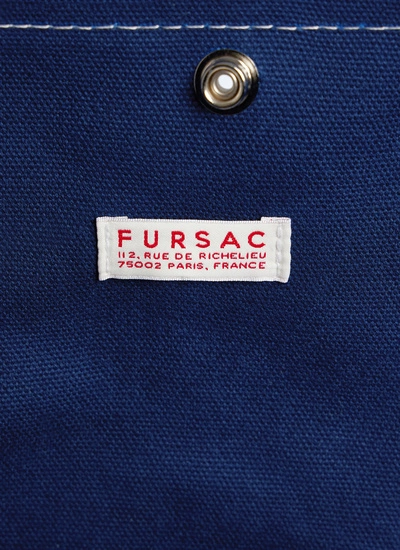 FURSAC
112, RUE DE RICHELIEU
75002 PARIS, FRANCE